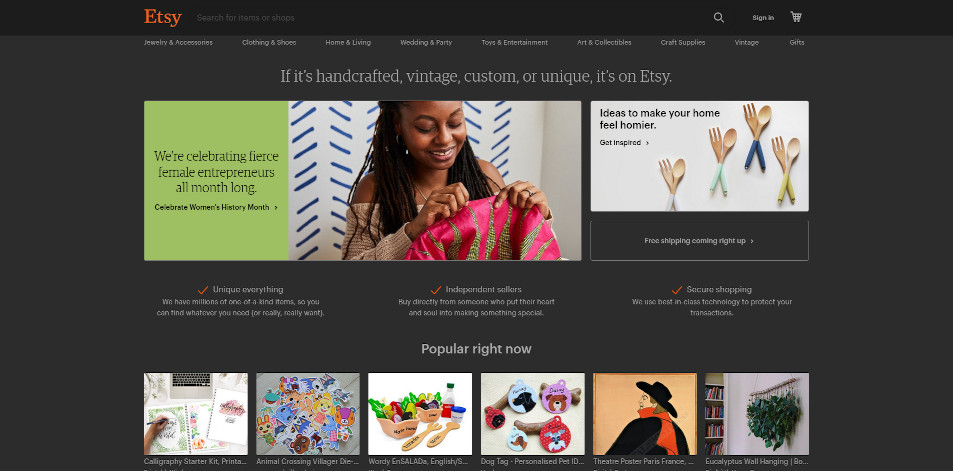 Etsy
Search for items or shops
Sign in
Jewelry & Accessories
Clothing & Shoes
Home & Living
Wedding & Party
Toys & Entertainment
Art & Collectibles
Craft Supplies
Vintage
Gifts
If it's handcrafted, vintage, custom, or unique, it's on Etsy.
We're celebrating fierce
female entrepreneurs
all month long.
Celebrate Women's History Month
Ideas to make your home
feel homier.
Get inspired
Free shipping coming right up
Unique everything
We have millions of one-of-a-kind items, so you
can find whatever you need (or really, really want).
Independent sellers
Buy directly from someone who put their heart
and soul into making something special.
Secure shopping
We use best-in-class technology to protect your
transactions.
Popular right now
Calligraphy Starter Kit, Printa...
Animal Crossing Villager Die-...
Wordy EnSALADa, English/S...
Dog Tag - Personalised Pet ID...
Theatre Poster Paris France, ...
Eucalyptus Wall Hanging | Bo...